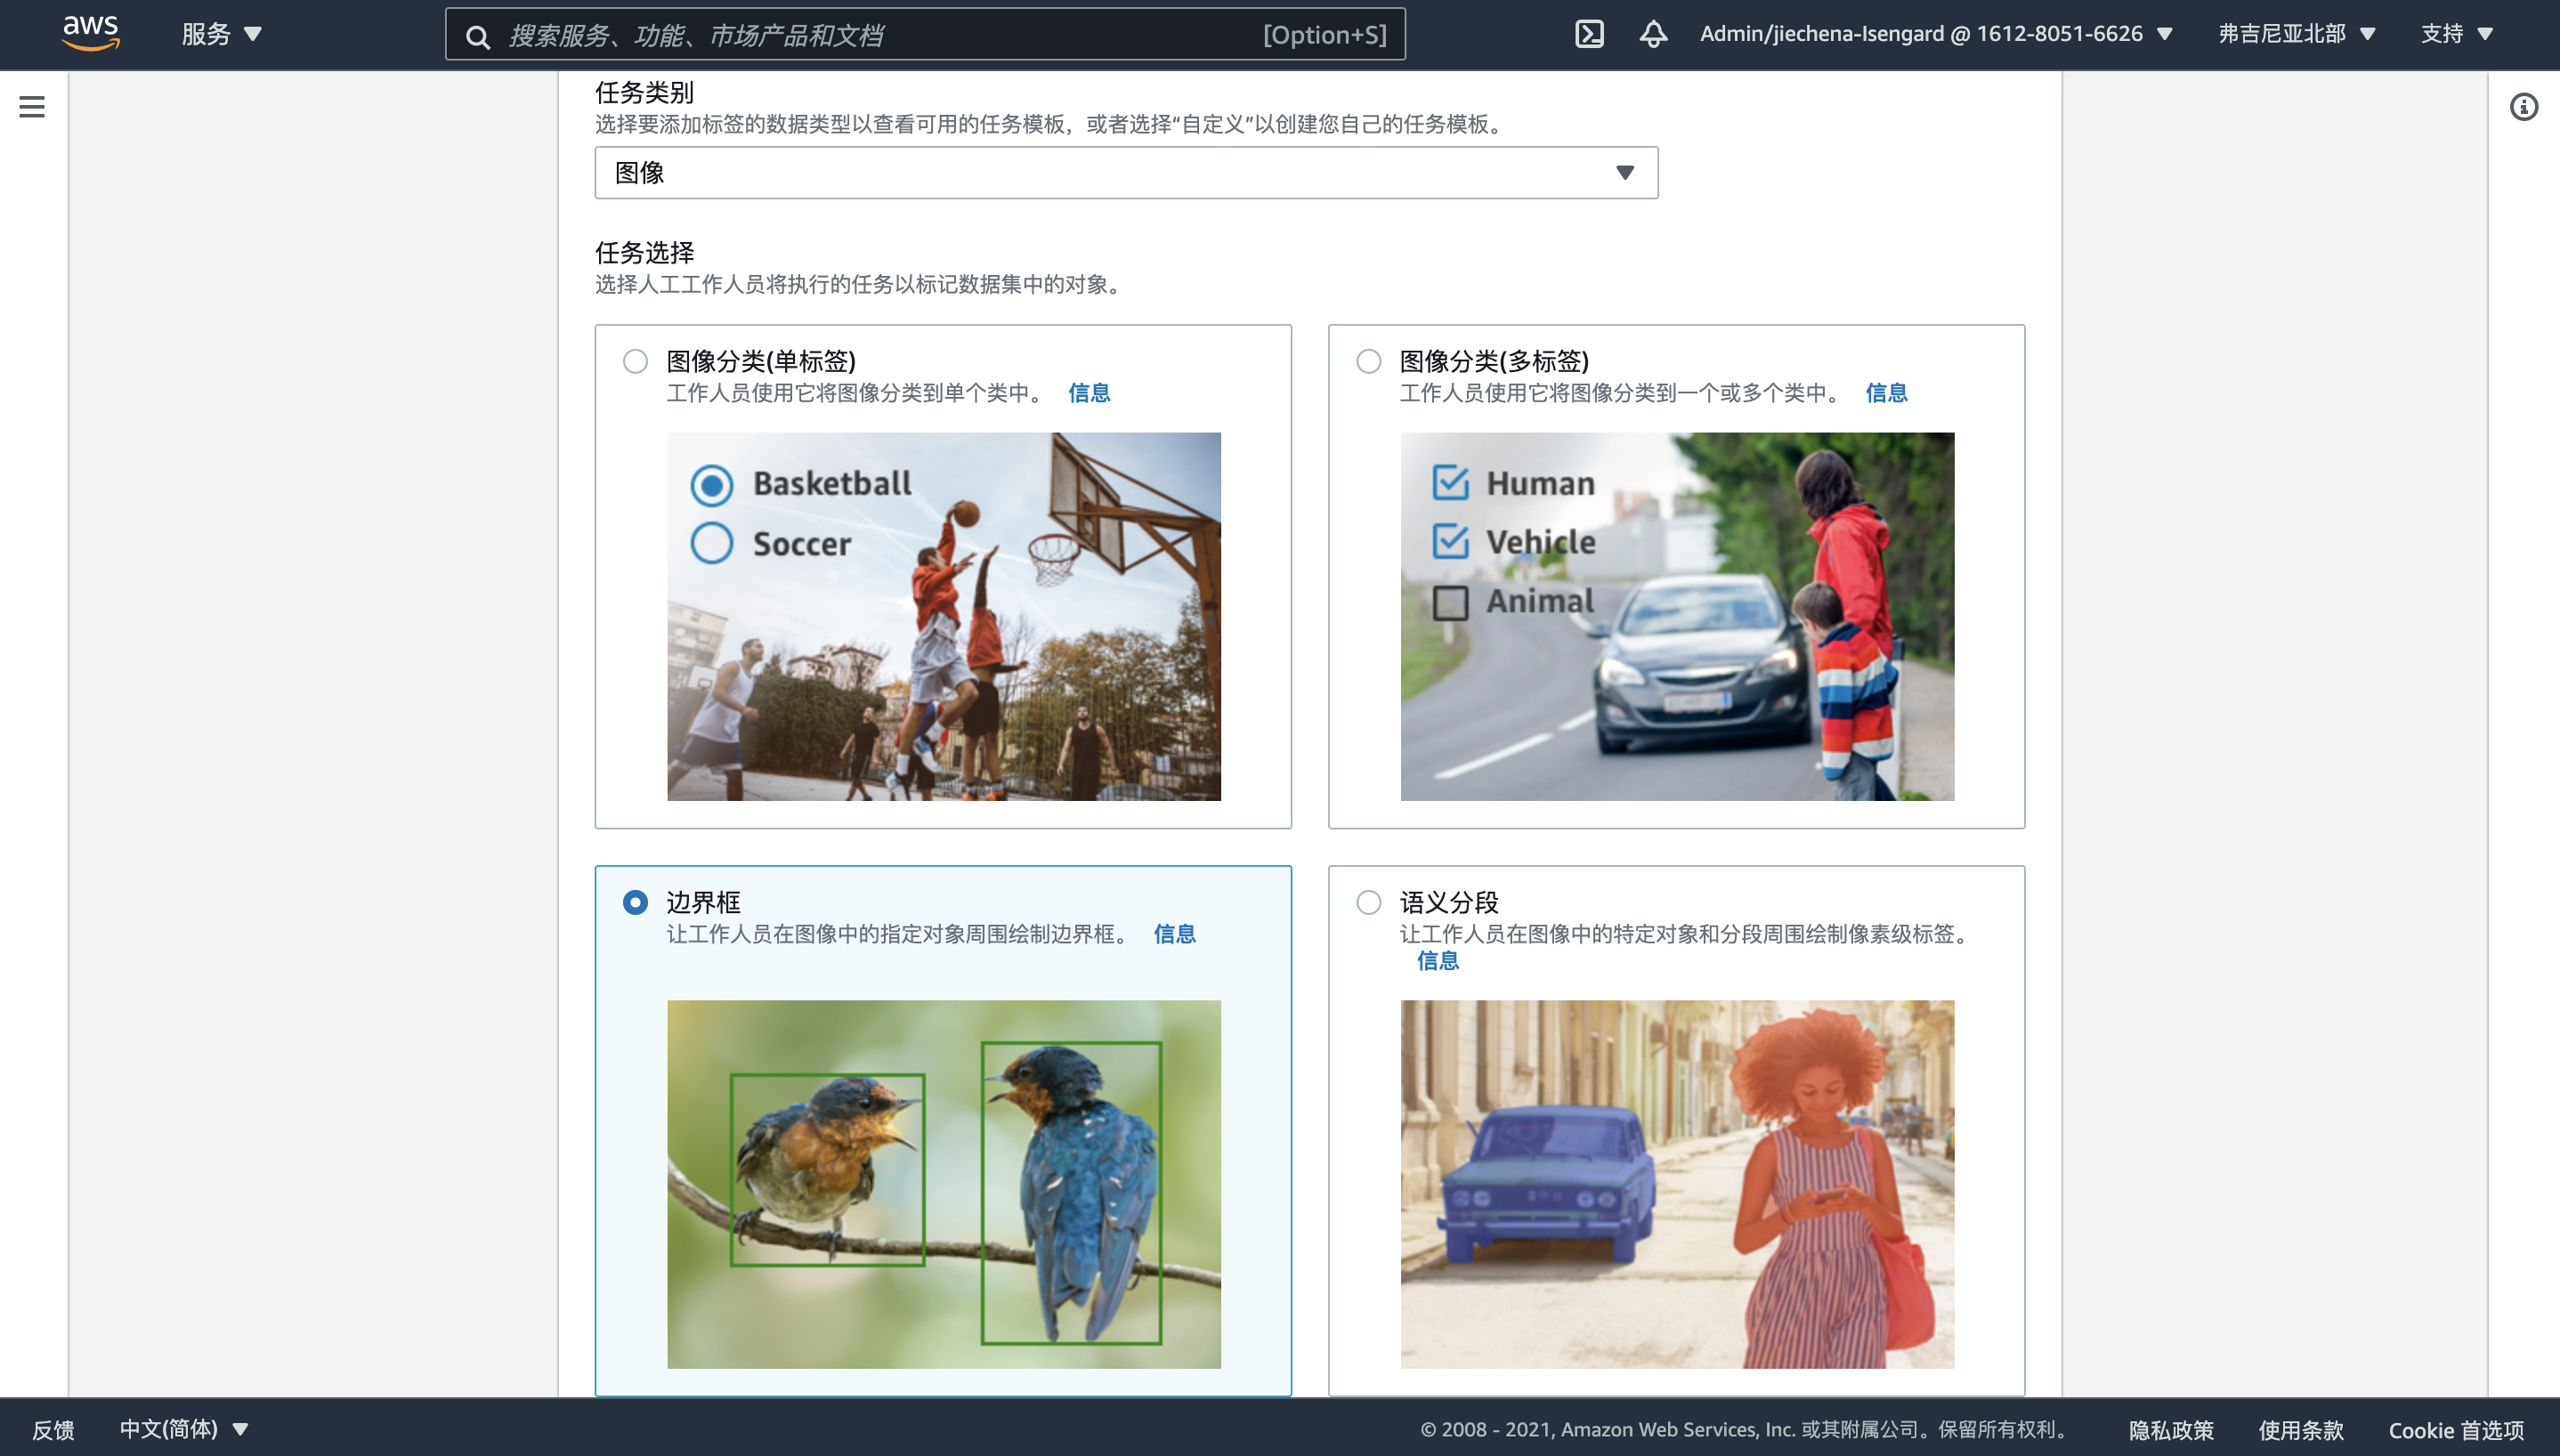 aws
服务
搜索服务、功能、市场产品和文档
[Option+S]
Admin/jiechena-Isengard @ 1612-8051-6626
弗吉尼亚北部
支持
任务类别
选择要添加标签的数据类型以查看可用的任务模板，或者选择“自定义”以创建您自己的任务模板。
图像
任务选择
选择人工工作人员将执行的任务以标记数据集中的对象。
图像分类(单标签)
工作人员使用它将图像分类到单个类中。 信息
Basketball
Soccer
图像分类(多标签)
工作人员使用它将图像分类到一个或多个类中。 信息
Human
Vehicle
Animal
边界框
让工作人员在图像中的指定对象周围绘制边界框。 信息
语义分段
让工作人员在图像中的特定对象和分段周围绘制像素级标签。
信息
反馈
中文(简体)
© 2008 - 2021, Amazon Web Services, Inc. 或其附属公司。保留所有权利。
隐私政策
使用条款
Cookie 首选项